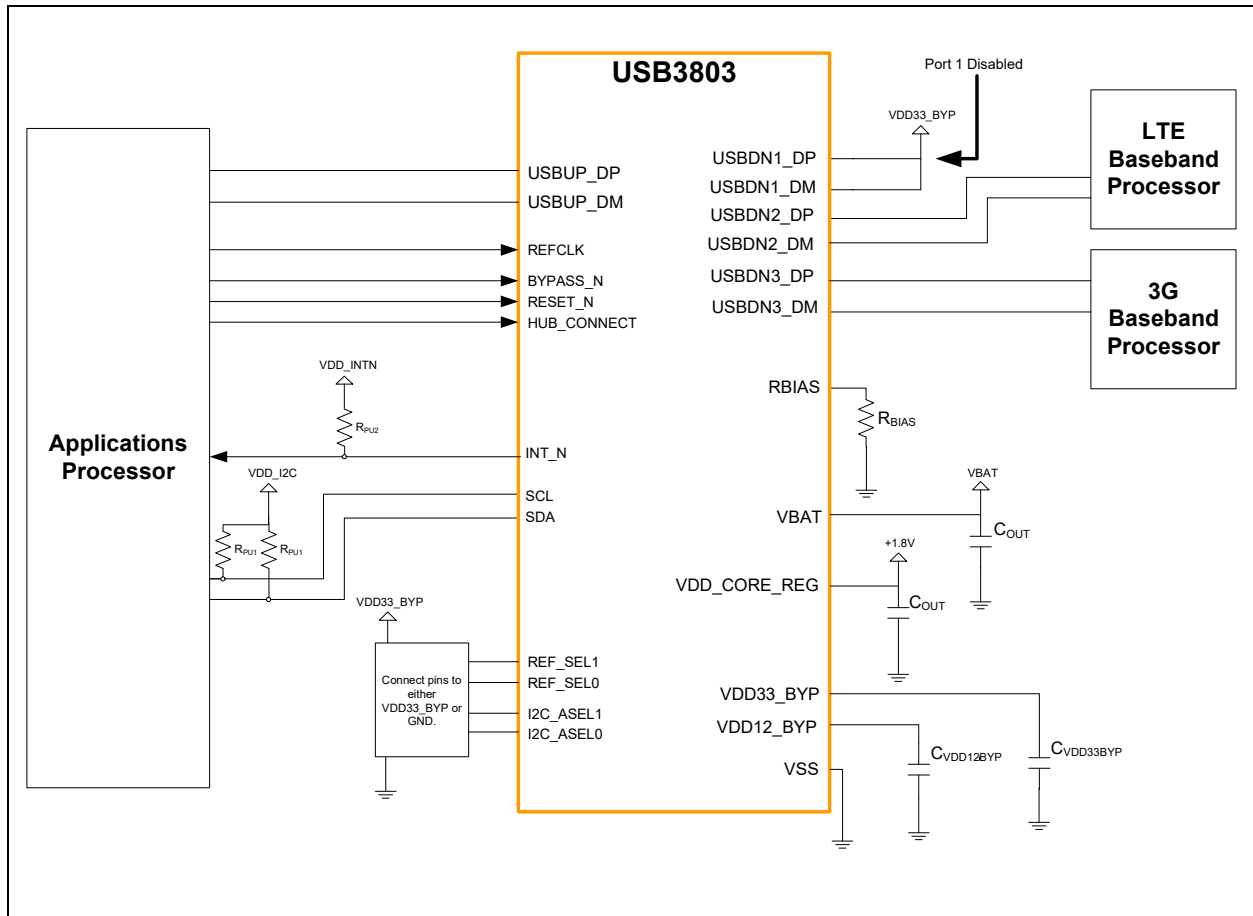 USB3803
Port 1 Disabled
VDD33_BYP
LTE
Baseband
Processor
USBUP_DP
USBUP_DM
REFCLK
BYPASS_N
RESET_N
HUB_CONNECT
USBDN1_DP
USBDN1_DM
USBDN2_DP
USBDN2_DM
USBDN3_DP
USBDN3_DM
3G
Baseband
Processor
VDD_INTN
RPU2
RBIAS
RBIAS
Applications
Processor
INT_N
VDD_I2C
SCL
SDA
RPU1
RPU1
VBAT
VBAT
COUT
+1.8V
VDD_CORE_REG
COUT
VDD33_BYP
Connect pins to
either
VDD33_BYP or
GND.
REF_SEL1
REF_SEL0
I2C_ASEL1
I2C_ASEL0
VDD33_BYP
VDD12_BYP
VSS
CVDD12BYP
CVDD33BYP